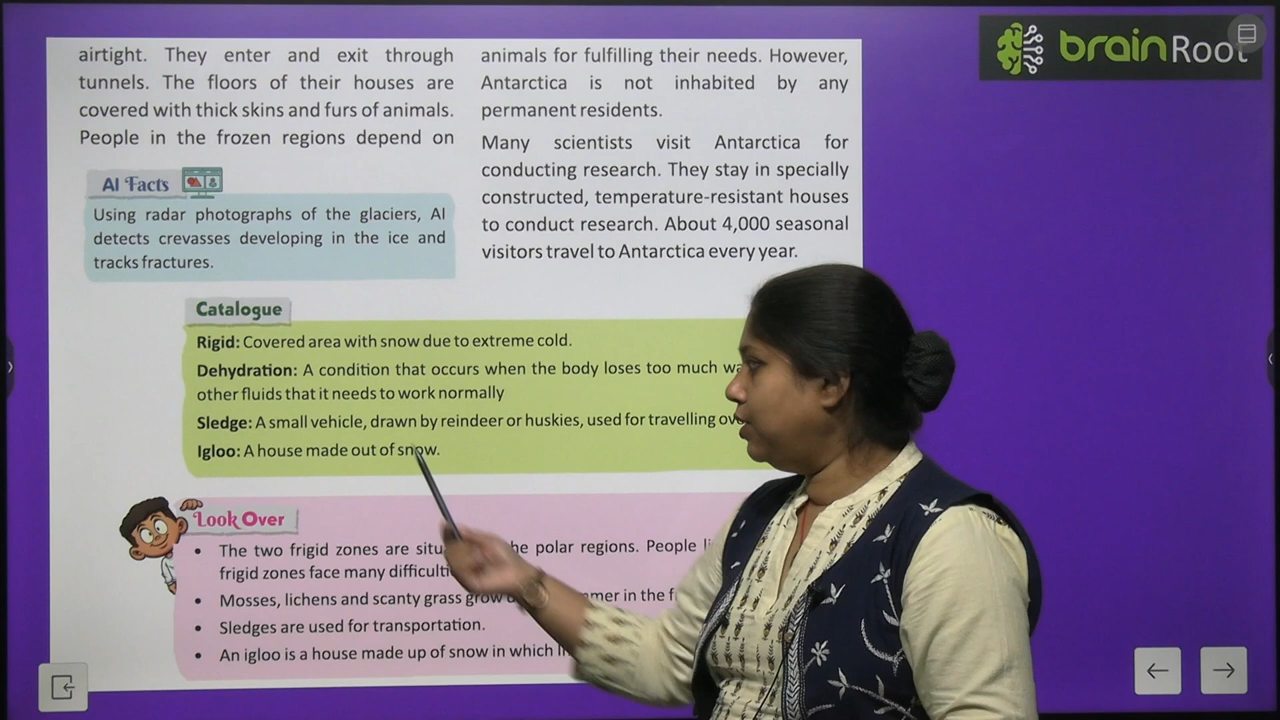 airtight. They enter and exit through
tunnels. The floors of their houses are
covered with thick skins and furs of animals.
People in the frozen regions depend on
AI Facts
Using radar photographs of the glaciers, AI
detects crevasses developing in the ice and
tracks fractures.
animals for fulfilling their needs. However,
Antarctica is not inhabited by any
permanent residents.
Many scientists visit Antarctica for
conducting research. They stay in specially
constructed, temperature-resistant houses
to conduct research. About 4,000 seasonal
visitors travel to Antarctica every year.
brainRoot
Catalogue
Rigid: Covered area with snow due to extreme cold.
Dehydration: A condition that occurs when the body loses too much
other fluids that it needs to work normally
Sledge: A small vehicle, drawn by reindeer or huskies, used for travelling
Igloo: A house made out of snow.
Look Over
• The two frigid zones are polar regions. People
frigid zones face many
• Mosses, lichens and scanty grass grow in the
• Sledges are used for transportation.
• An igloo is a house made up of snow in which